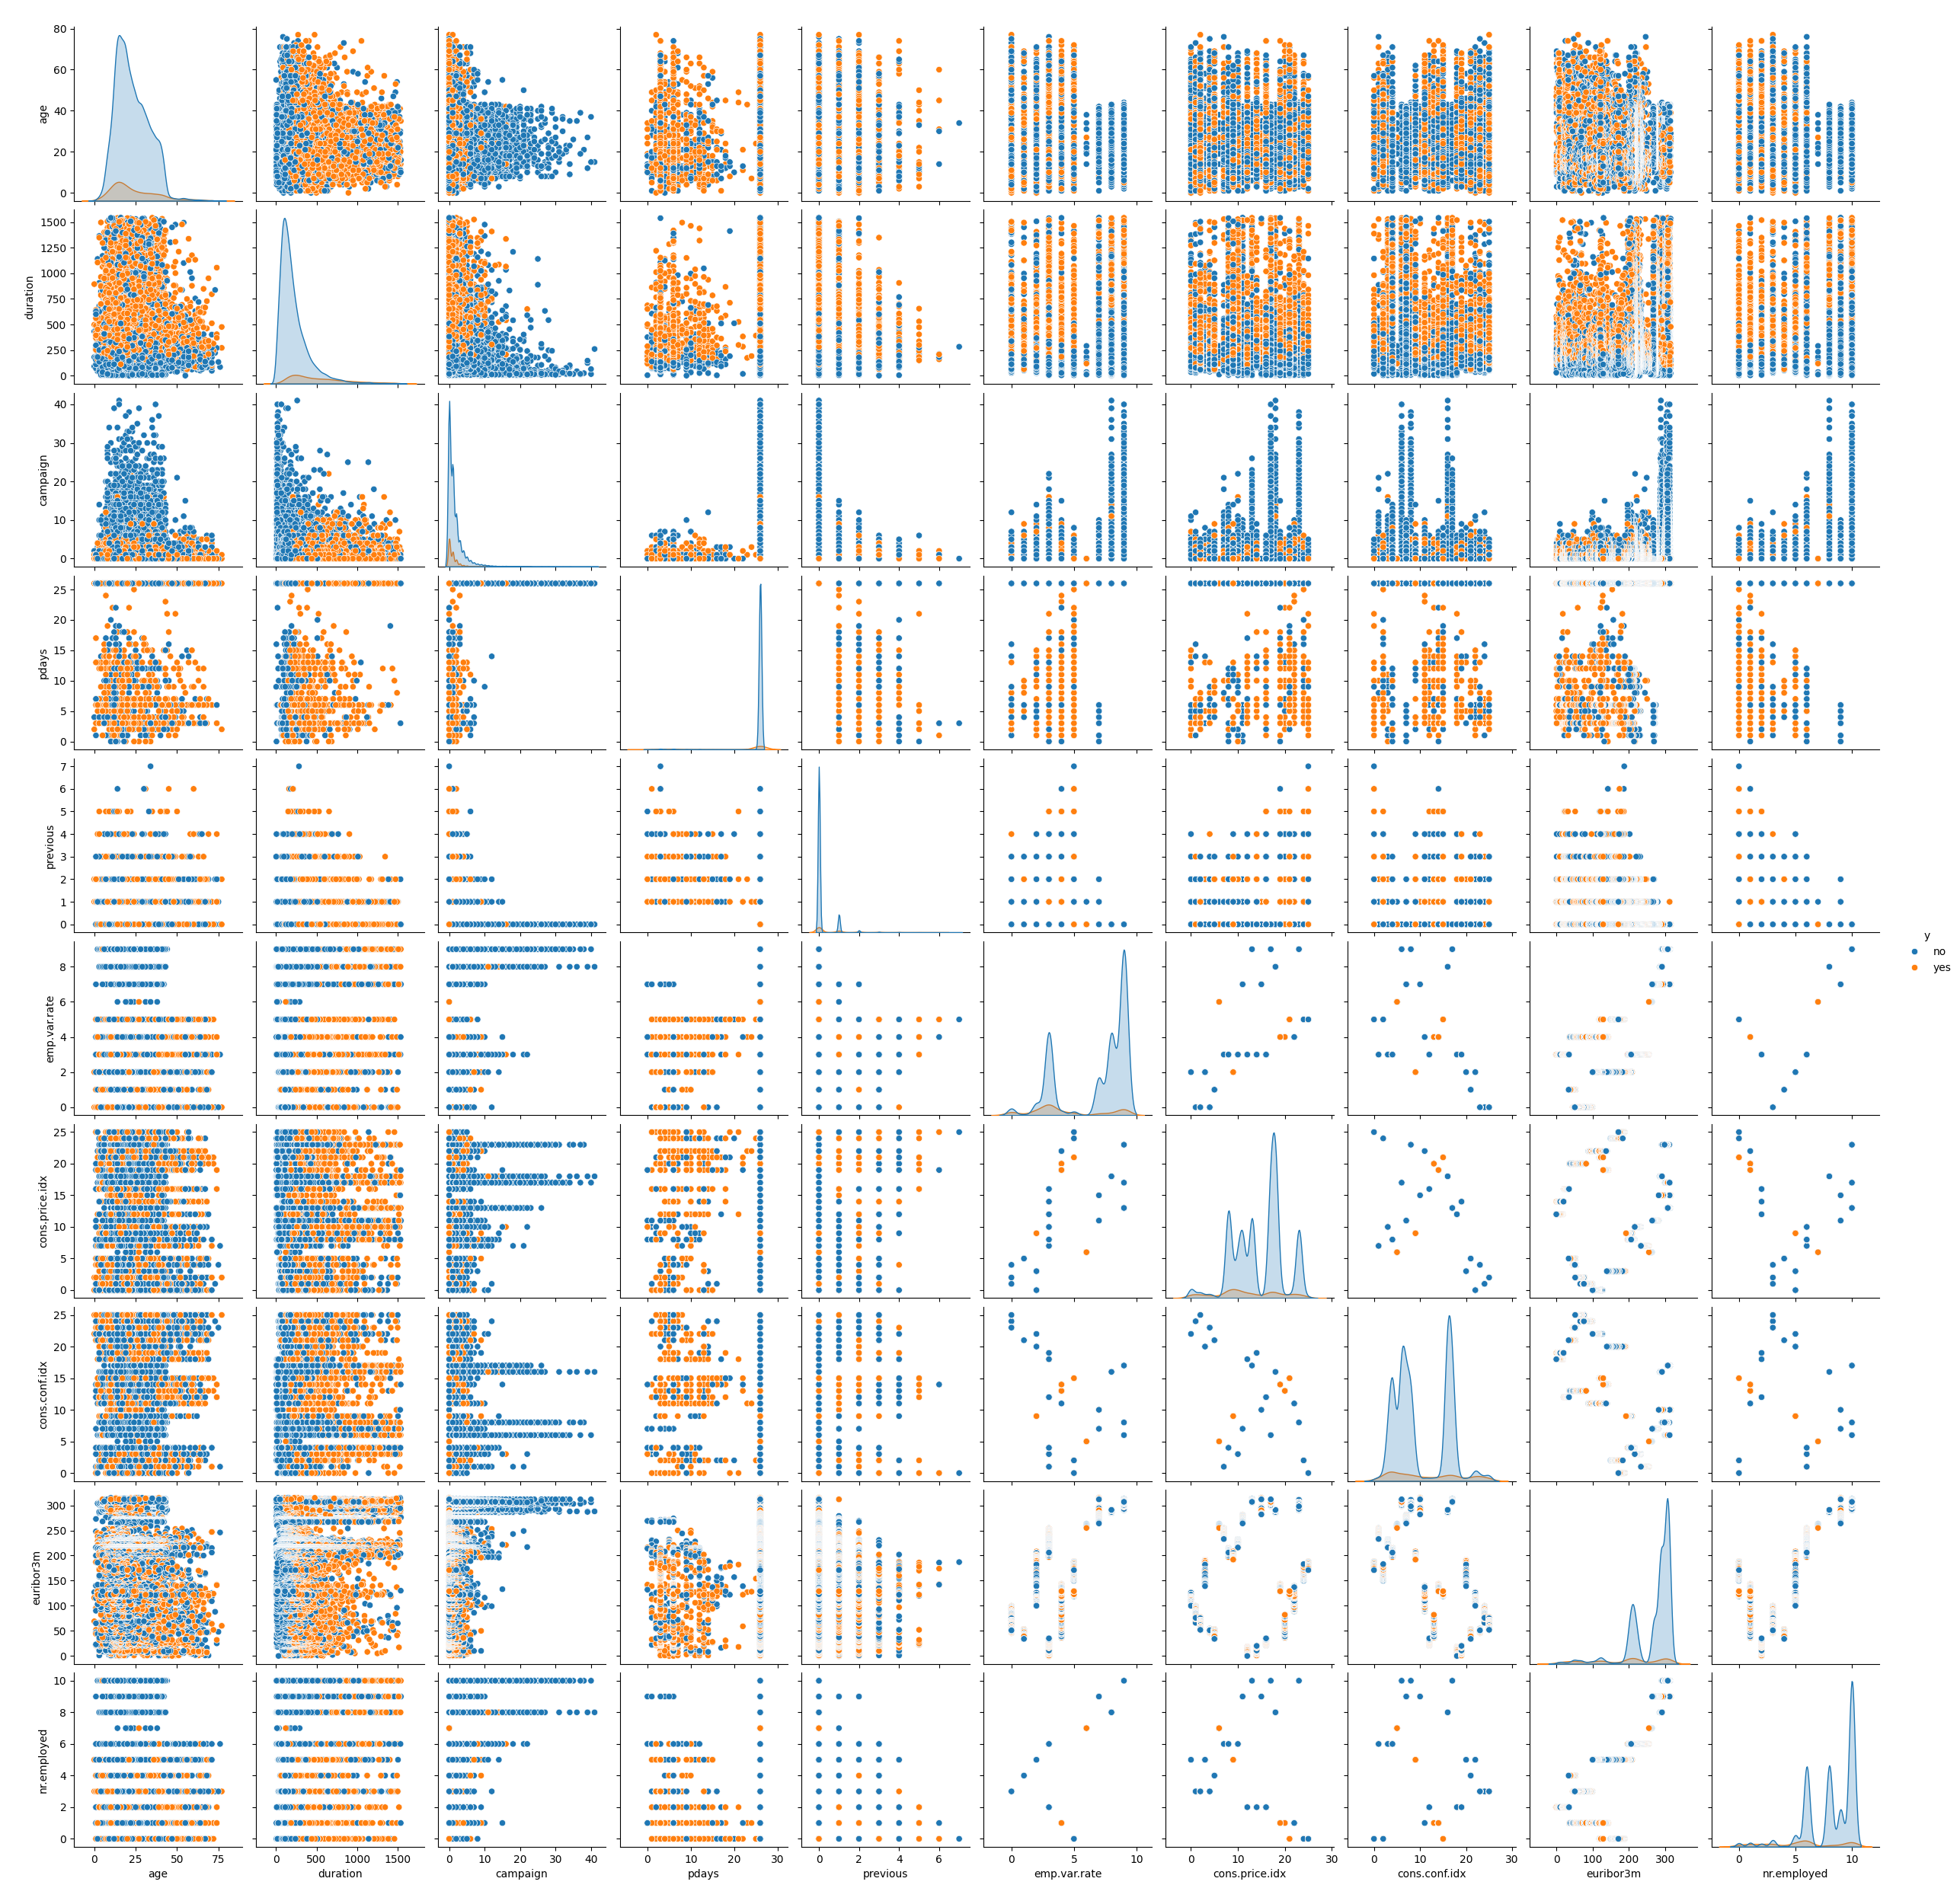 80
60
40
20
0
age
1500
1250
1000
750
500
250
0
duration
40
30
20
10
0
campaign
25
20
15
10
5
0
pdays
7
6
5
4
3
2
1
0
previous
y
no
yes
8
6
4
2
0
emp.var.rate
25
20
15
10
5
0
cons.price.idx
25
20
15
10
5
0
cons.conf.idx
300
250
200
150
100
50
0
euribor3m
10
8
6
4
2
0
nr.employed
0 25 50 75
0 500 1000 1500
0 10 20 30 40
0 10 20 30
0 2 4 6
0 5 10
0 10 20 30
0 10 20 30
0 100 200 300
0 5 10
age duration campaign pdays previous emp.var.rate cons.price.idx cons.conf.idx euribor3m nr.employed